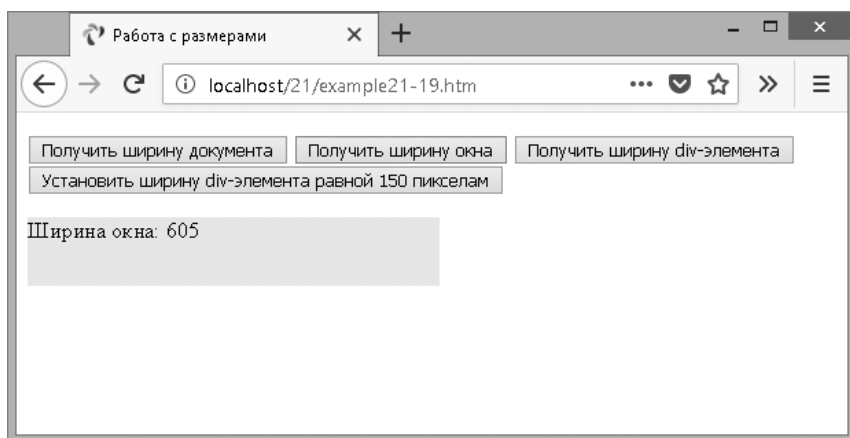 Работа с размерами
localhost/21/example21-19.htm
Получить ширину документа Получить ширину окна Получить ширину div-элемента
Установить ширину div-элемента равной 150 пикселам
Ширина окна: 605